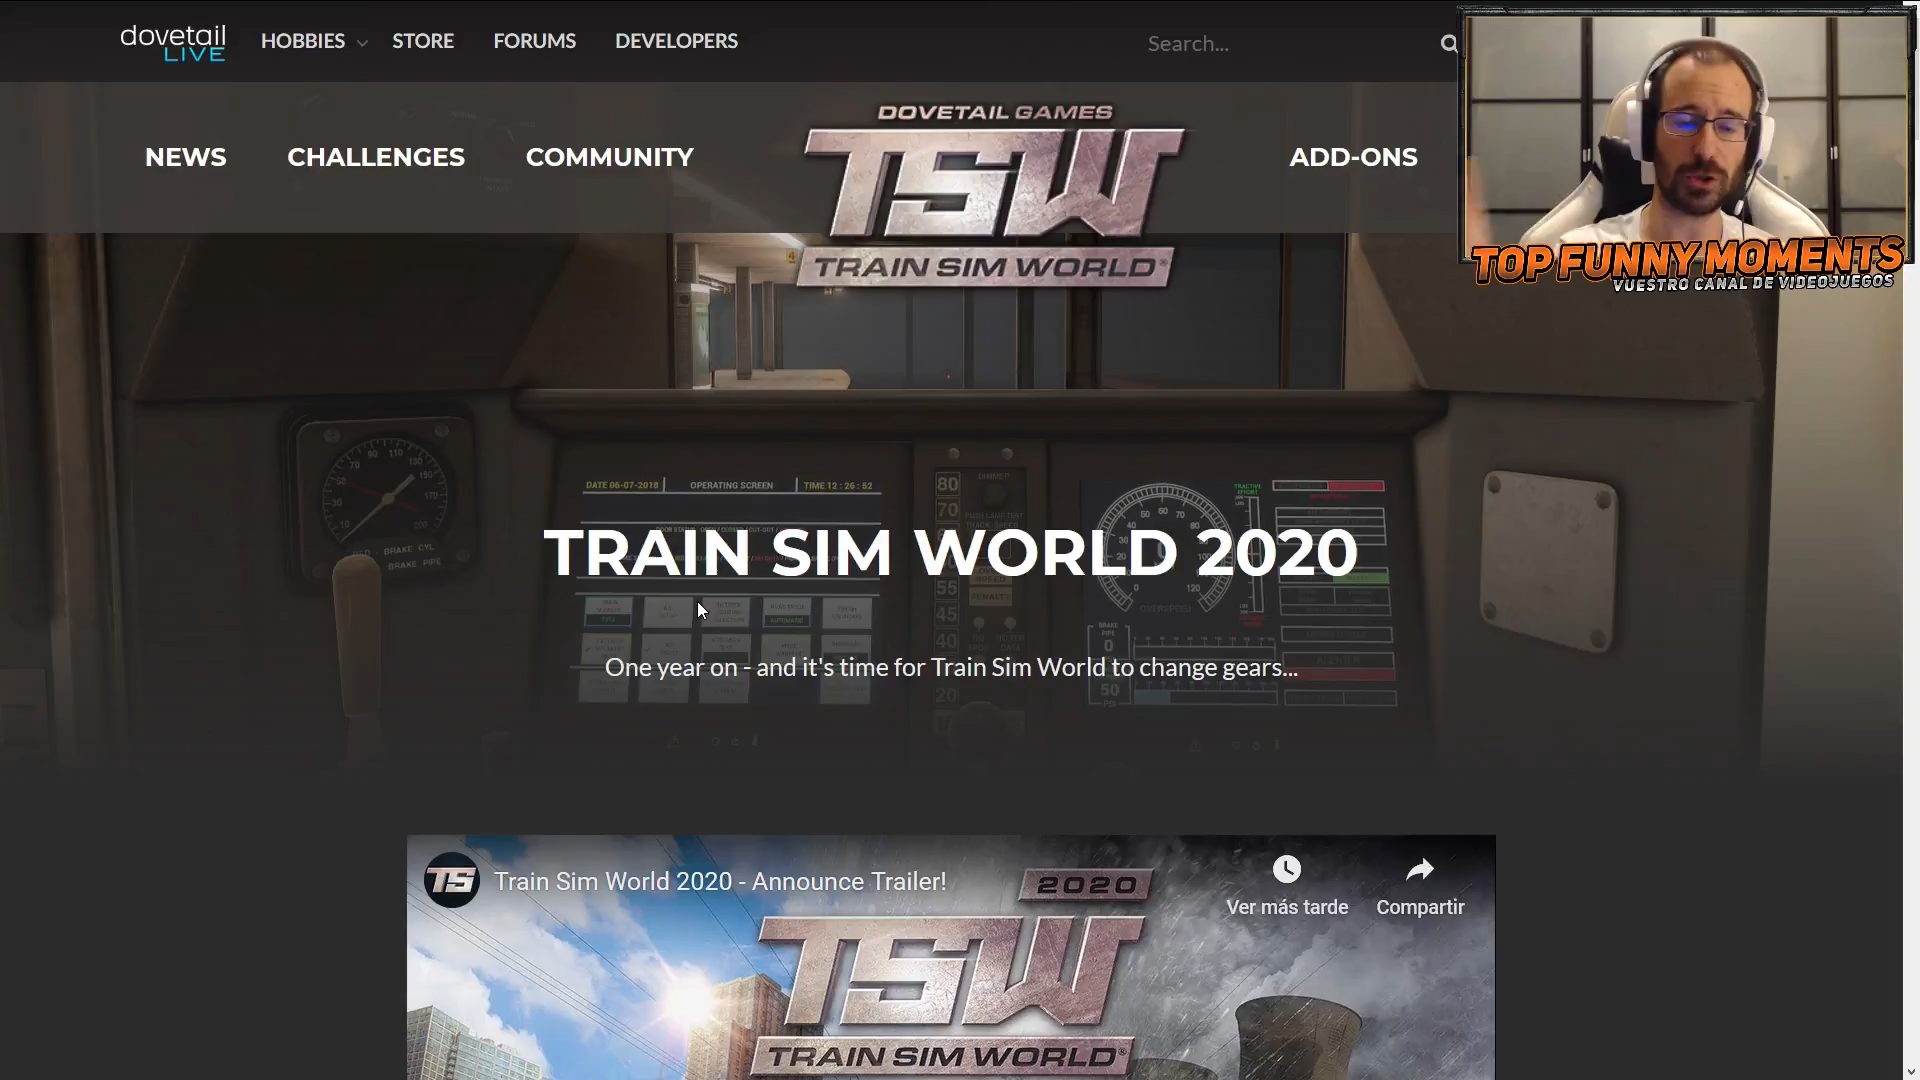 dovetail
LIVE
HOBBIES
STORE
FORUMS
DEVELOPERS
Search...
NEWS
CHALLENGES
COMMUNITY
DOVETAIL GAMES
TSW
TRAIN SIM WORLD®
ADD-ONS
TOP FUNNY MOMENTS
VUESTRO CANAL DE VIDEOJUEGOS
DATE 06-07-2018
OPERATING SCREEN
TIME 12 : 26 : 52
TRAIN SIM WORLD 2020
One year on - and it's time for Train Sim World to change gears...
BRAKE CYL
BRAKE PIPE
OVERSPEED
TS
Train Sim World 2020 - Announce Trailer!
Ver más tarde
Compartir
2020
TSW
TRAIN SIM WORLD®